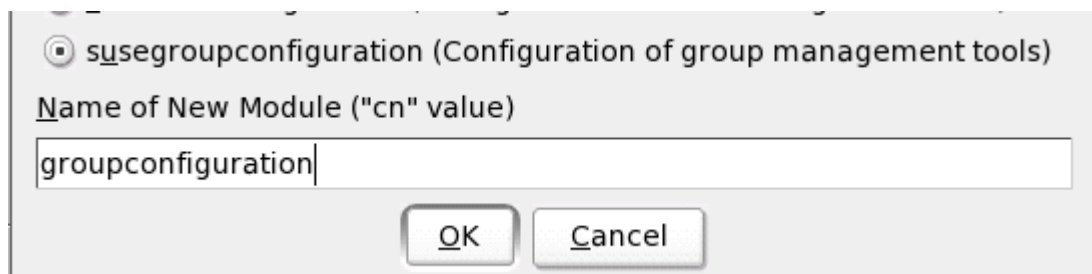 susegroupconfiguration (Configuration of group management tools)
Name of New Module ("cn" value)
groupconfiguration
OK Cancel